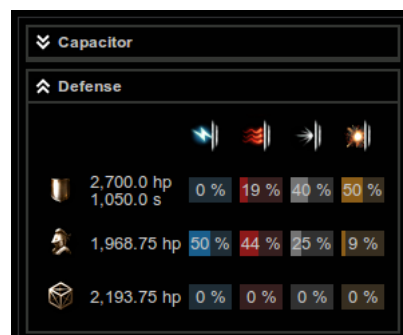 Capacitor
Defense
2,700.0 hp
1,050.0 s
0 % 19 % 40 % 50 %
1,968.75 hp 50 % 44 % 25 % 9 %
2,193.75 hp 0 % 0 % 0 % 0 %